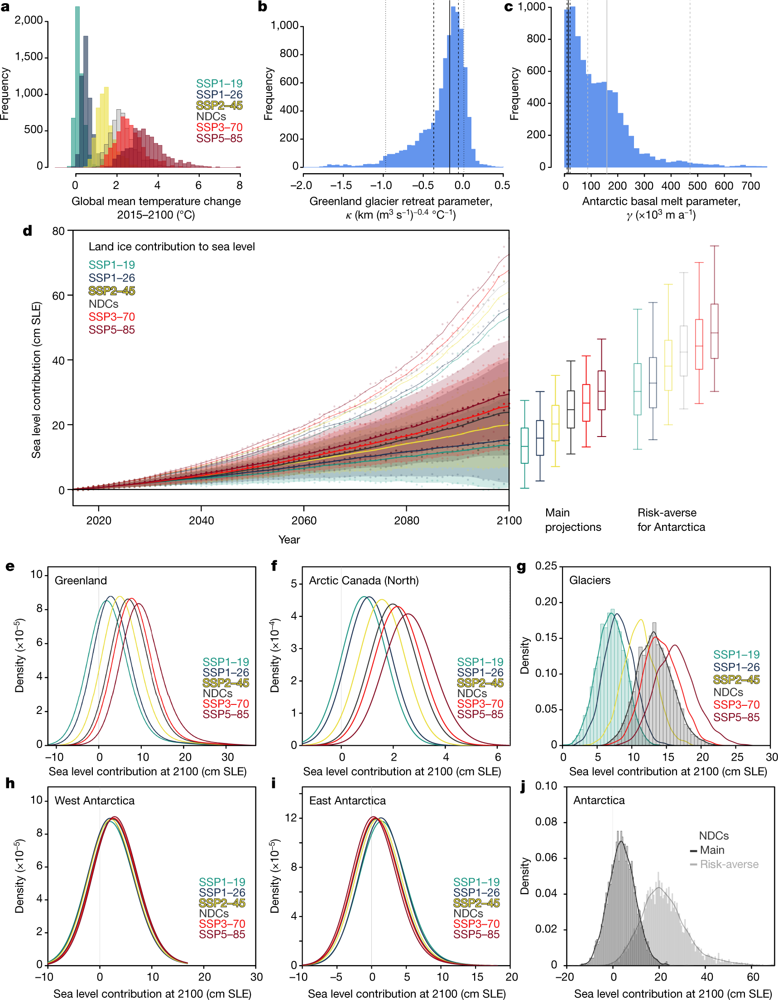 a
Frequency
2,000
1,500
1,000
500
0
SSP1–19
SSP1–26
SSP2–45
NDCs
SSP3–70
SSP5–85
0 2 4 6 8
Global mean temperature change
2015–2100 (°C)
b
Frequency
1,000
800
600
400
200
0
−2.0 −1.5 −1.0 −0.5 0.0 0.5
Greenland glacier retreat parameter,
κ (km (m³ s⁻¹)⁻⁰·⁴ °C⁻¹)
c
Frequency
1,000
800
600
400
200
0
0 100 200 300 400 500 600 700
Antarctic basal melt parameter,
γ (×10³ m a⁻¹)
d
Sea level contribution (cm SLE)
80
60
40
20
0
Land ice contribution to sea level
SSP1–19
SSP1–26
SSP2–45
NDCs
SSP3–70
SSP5–85
2020 2040 2060 2080 2100
Year
Main
projections
Risk-averse
for Antarctica
e
Greenland
Density (×10⁻⁵)
10
8
6
4
2
0
SSP1–19
SSP1–26
SSP2–45
NDCs
SSP3–70
SSP5–85
−10 0 10 20 30
Sea level contribution at 2100 (cm SLE)
f
Arctic Canada (North)
Density (×10⁻⁴)
5
4
3
2
1
0
SSP1–19
SSP1–26
SSP2–45
NDCs
SSP3–70
SSP5–85
0 2 4 6
Sea level contribution at 2100 (cm SLE)
g
Glaciers
Density
0.25
0.20
0.15
0.10
0.05
0
SSP1–19
SSP1–26
SSP2–45
NDCs
SSP3–70
SSP5–85
0 5 10 15 20 25 30
Sea level contribution at 2100 (cm SLE)
h
West Antarctica
Density (×10⁻⁵)
10
8
6
4
2
0
SSP1–19
SSP1–26
SSP2–45
NDCs
SSP3–70
SSP5–85
−10 0 10 20 30
Sea level contribution at 2100 (cm SLE)
i
East Antarctica
Density (×10⁻⁵)
12
8
4
0
SSP1–19
SSP1–26
SSP2–45
NDCs
SSP3–70
SSP5–85
−10 −5 0 5 10 15 20
Sea level contribution at 2100 (cm SLE)
j
Antarctica
Density
0.10
0.08
0.06
0.04
0.02
0
NDCs
Main
Risk-averse
−20 0 20 40 60
Sea level contribution at 2100 (cm SLE)